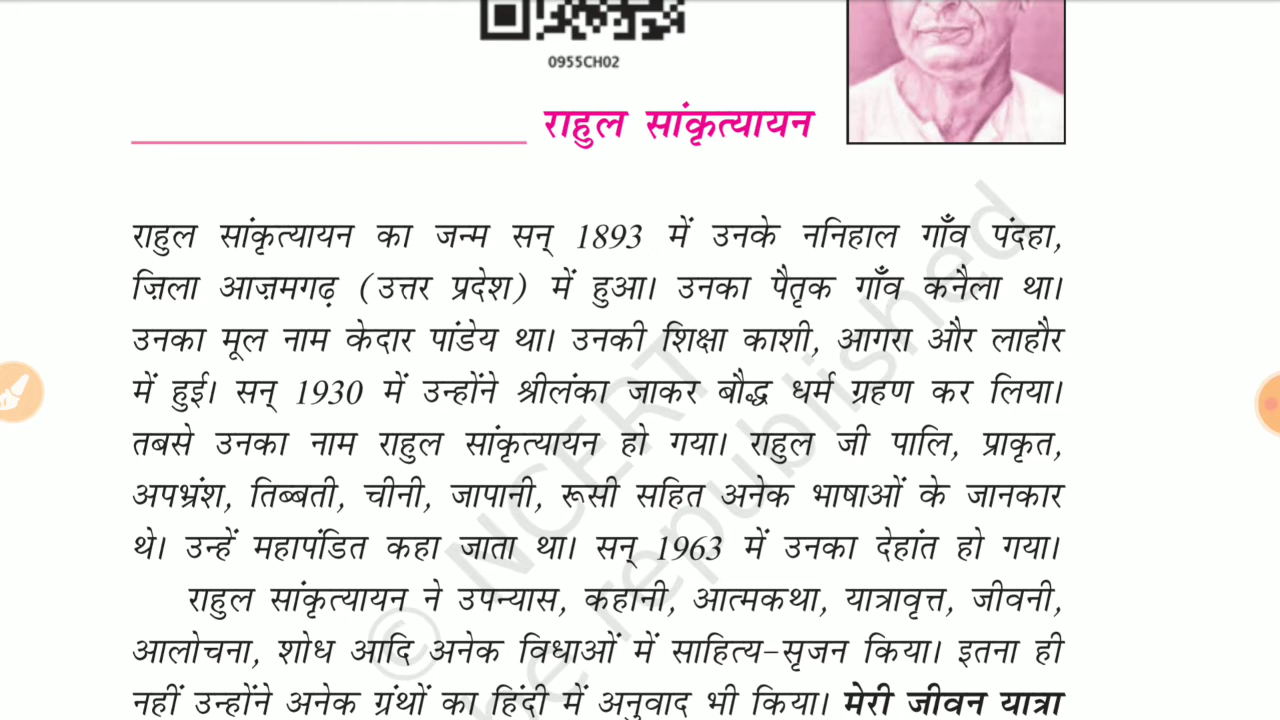 0955CH02
राहुल सांकृत्यायन
राहुल सांकृत्यायन का जन्म सन् 1893 में उनके ननिहाल गाँव पंदहा,
ज़िला आज़मगढ़ (उत्तर प्रदेश) में हुआ। उनका पैतृक गाँव कनैला था।
उनका मूल नाम केदार पांडेय था। उनकी शिक्षा काशी, आगरा और लाहौर
में हुई। सन् 1930 में उन्होंने श्रीलंका जाकर बौद्ध धर्म ग्रहण कर लिया।
तबसे उनका नाम राहुल सांकृत्यायन हो गया। राहुल जी पालि, प्राकृत,
अपभ्रंश, तिब्बती, चीनी, जापानी, रूसी सहित अनेक भाषाओं के जानकार
थे। उन्हें महापंडित कहा जाता था। सन् 1963 में उनका देहांत हो गया।
राहुल सांकृत्यायन ने उपन्यास, कहानी, आत्मकथा, यात्रावृत्त, जीवनी,
आलोचना, शोध आदि अनेक विधाओं में साहित्य-सृजन किया। इतना ही
नहीं उन्होंने अनेक ग्रंथों का हिंदी में अनुवाद भी किया। मेरी जीवन यात्रा
© NCERT
be republished